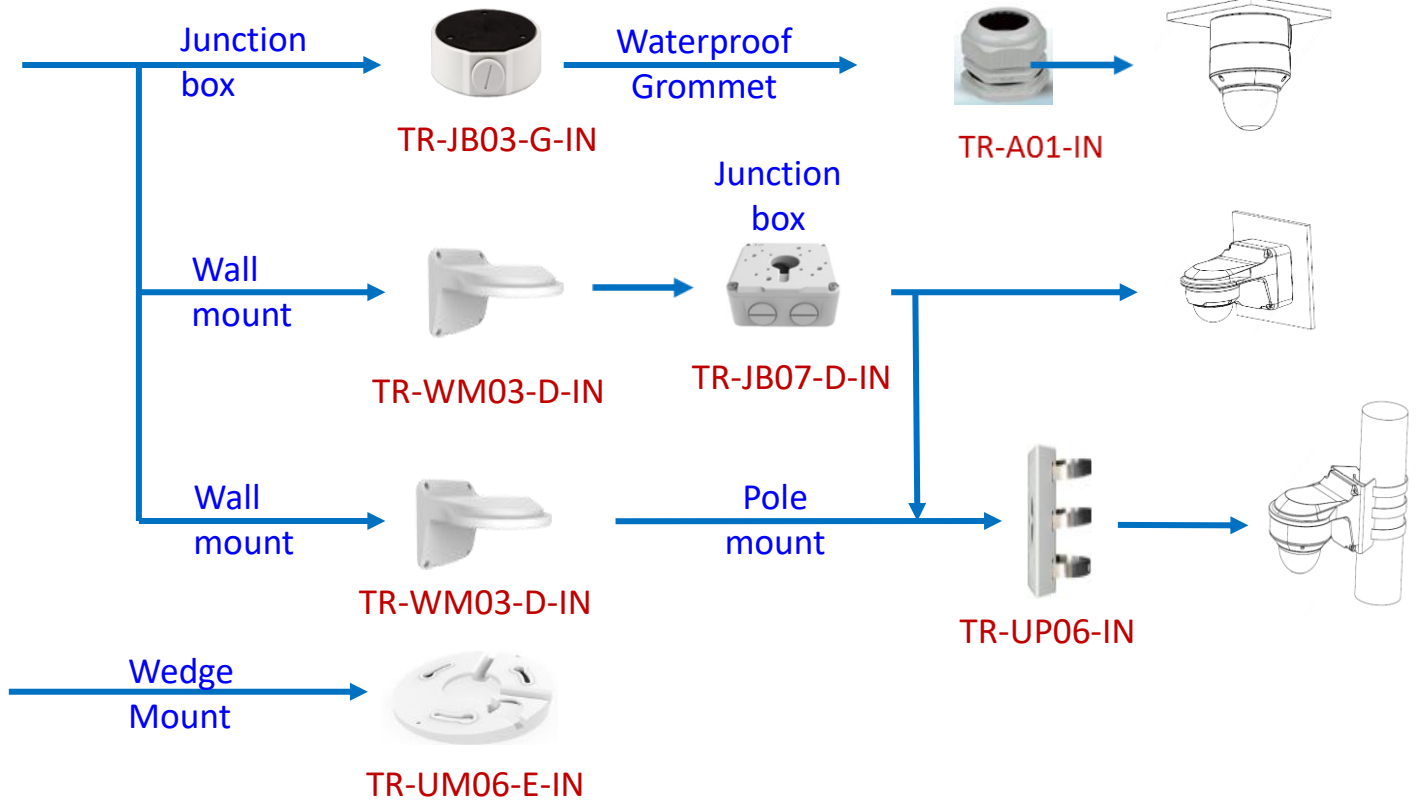 Junction
box
Waterproof
Grommet
TR-JB03-G-IN
TR-A01-IN
Junction
box
Wall
mount
TR-WM03-D-IN
TR-JB07-D-IN
Wall
mount
Pole
mount
TR-WM03-D-IN
TR-UP06-IN
Wedge
Mount
TR-UM06-E-IN